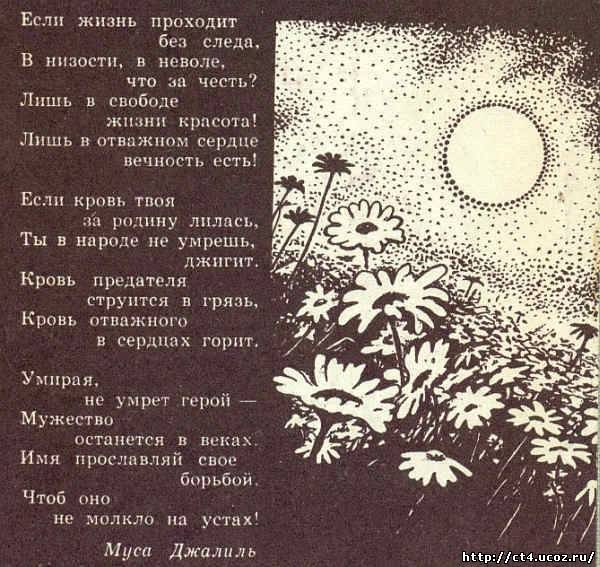 Если жизнь проходит
без следа,
В низости, в неволе,
что за честь?
Лишь в свободе
жизни красота!
Лишь в отважном сердце
вечность есть!
Если кровь твоя
за родину лилась,
Ты в народе не умрешь,
джигит.
Кровь предателя
струится в грязь,
Кровь отважного
в сердцах горит.
Умирая,
не умрет герой —
Мужество
останется в веках.
Имя прославляй свое
борьбой.
Чтоб оно
не молкло на устах!
Муса Джалиль
http://ct4.ucoz.ru/